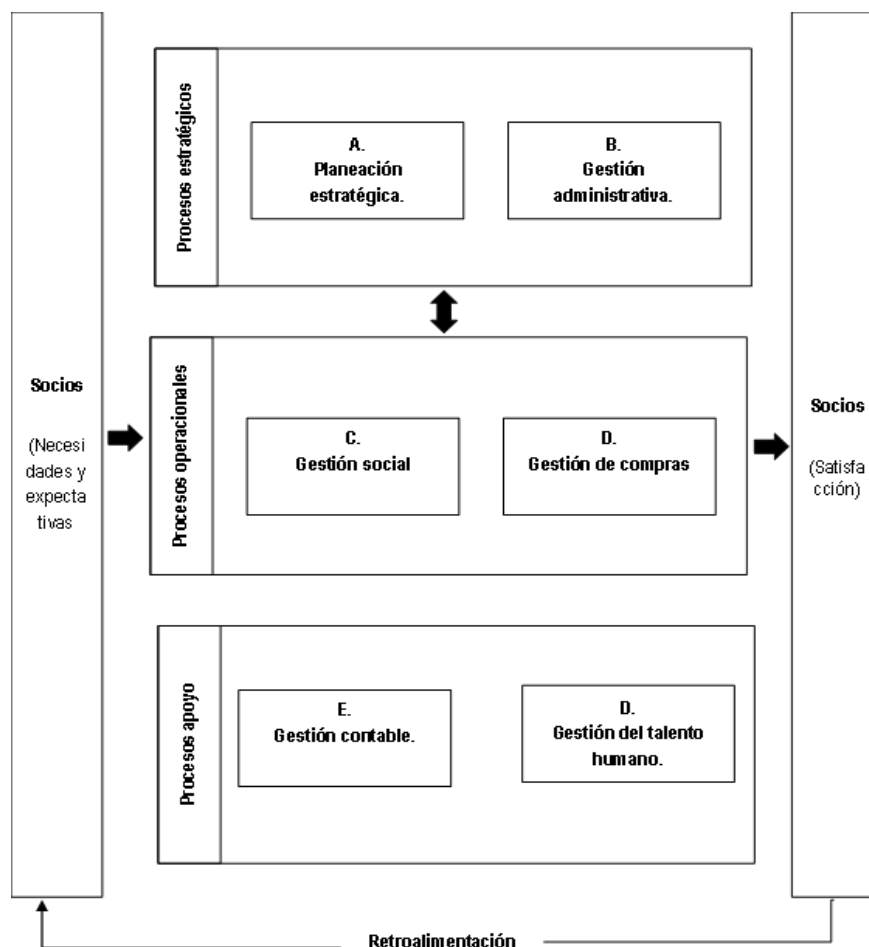 Procesos estratégicos
A.
Planeación
estratégica.
B.
Gestión
administrativa.
Socios
(Necesi
dades y
expecta
tivas
Procesos operacionales
C.
Gestión social
D.
Gestión de compras
Socios
(Satisfa
cción)
Procesos apoyo
E.
Gestión contable.
D.
Gestión del talento
humano.
Retroalimentación